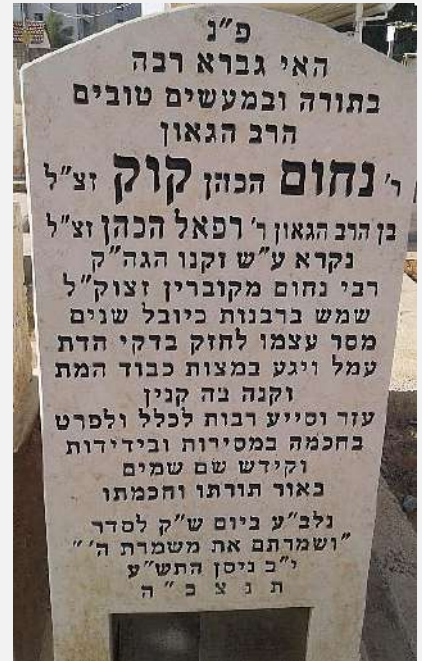 פ״נ
האי גברא רבה
בתורה ובמעשים טובים
הרב הגאון
ר׳ נחום הכהן קוק זצ״ל
בן הרב הגאון ר׳ רפאל הכהן זצ״ל
נקרא ע״ש זקנו הגה״ק
רבי נחום מקוברין זצוק״ל
שמש ברבנות כיובל שנים
מסר עצמו לחזק בדקי הדת
עמל ויגע במצות כבוד המת
וקנה בה קנין
עזר וסייע רבות לכלל ולפרט
בחכמה במסירות ובידידות
וקידש שם שמים
באור תורתו וחכמתו
נלב״ע ביום ש״ק לסדר
״ושמרתם את משמרת ה׳״
י״ב ניסן התש״ע
ת נ צ ב ״ ה